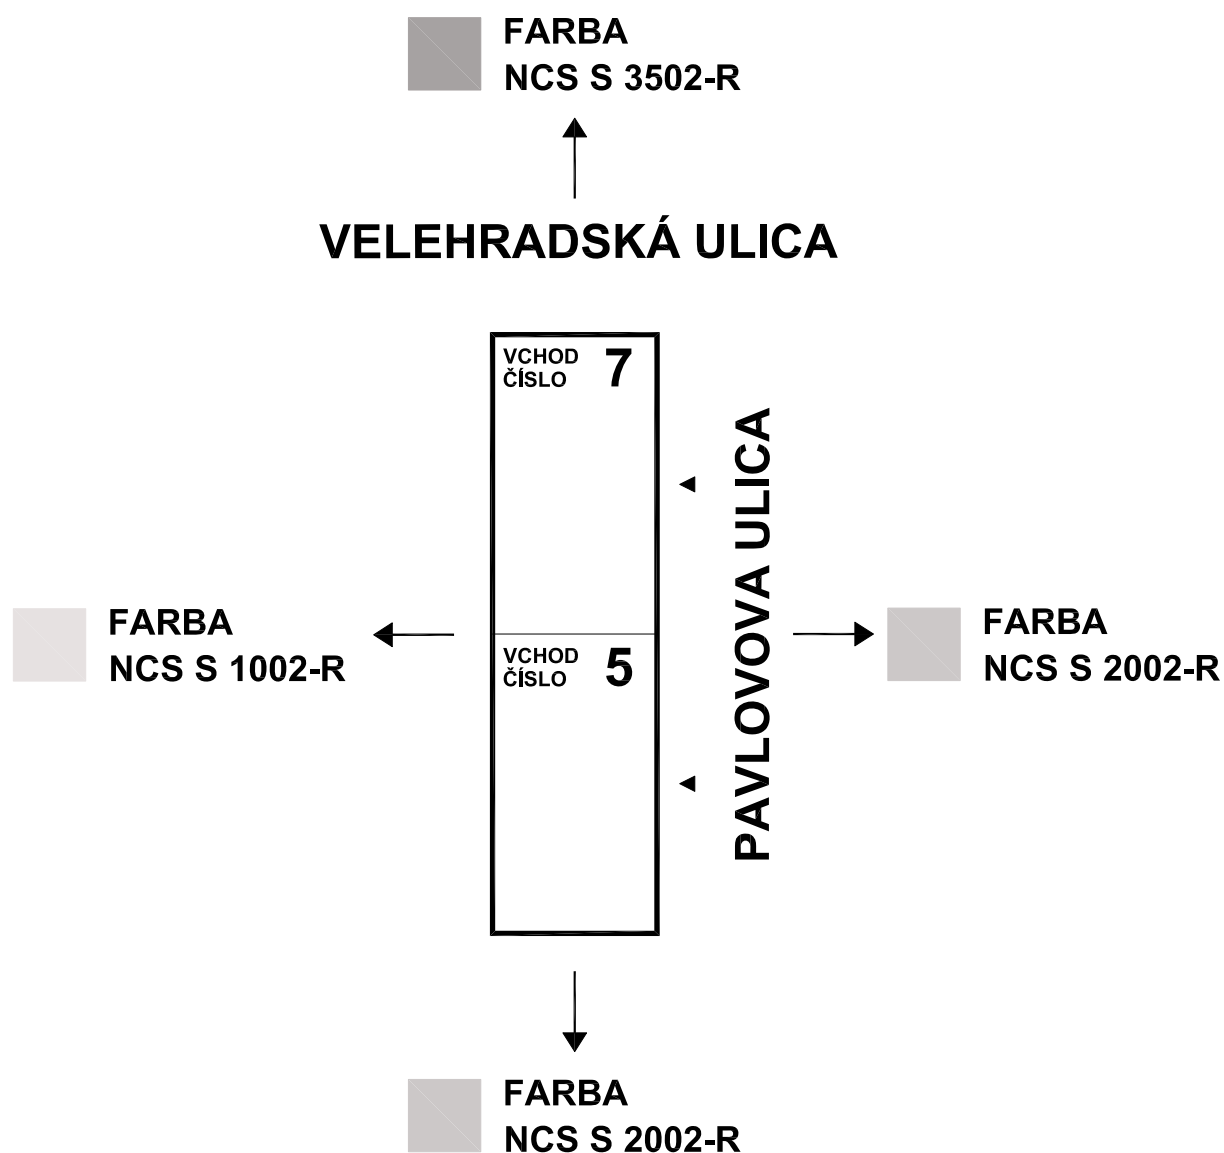 FARBA
NCS S 3502-R
VELEHRADSKÁ ULICA
VCHOD
ČÍSLO 7
PAVLOVOVA ULICA
FARBA
NCS S 1002-R
VCHOD
ČÍSLO 5
FARBA
NCS S 2002-R
FARBA
NCS S 2002-R